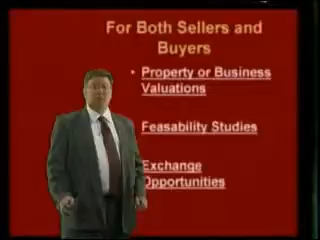 For Both Sellers and
Buyers
• Property or Business
Valuations
Feasability Studies
Exchange
Opportunities